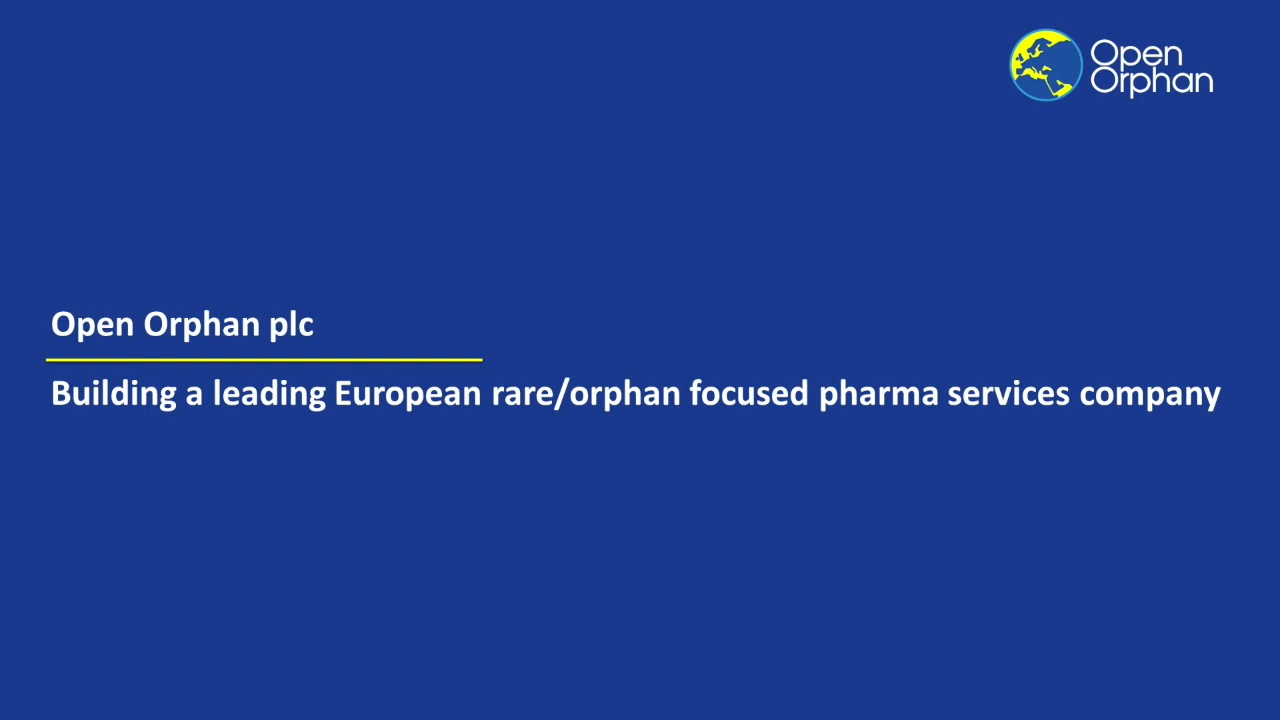 Open
Orphan
Open Orphan plc
Building a leading European rare/orphan focused pharma services company